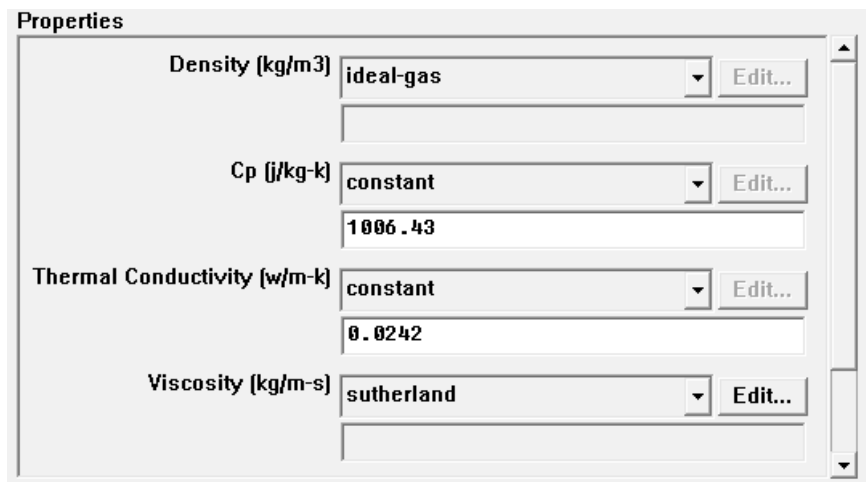 Properties
Density (kg/m3) ideal-gas Edit...
Cp (j/kg-k) constant Edit...
1006.43
Thermal Conductivity (w/m-k) constant Edit...
0.0242
Viscosity (kg/m-s) sutherland Edit...